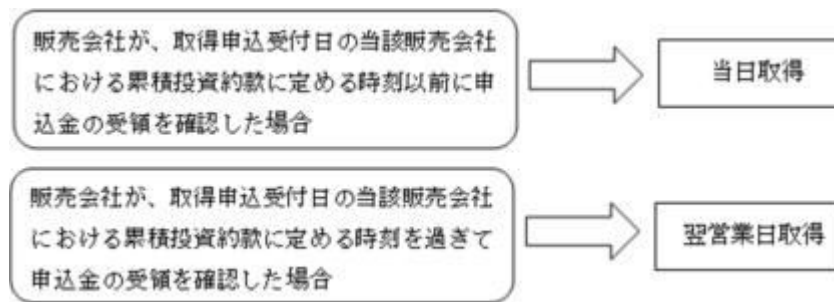 販売会社が、取得申込受付日の当該販売会社
における累積投資約款に定める時刻以前に申
込金の受領を確認した場合
当日取得
販売会社が、取得申込受付日の当該販売会社
における累積投資約款に定める時刻を過ぎて
申込金の受領を確認した場合
翌営業日取得